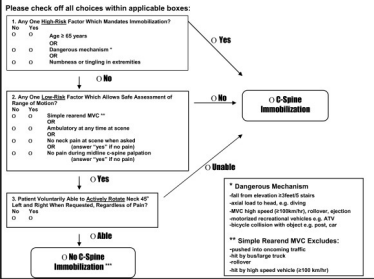 Please check off all choices within applicable boxes:
1. Any One High-Risk Factor Which Mandates Immobilization?
No Yes
O O Age ≥ 65 years
OR
O O Dangerous mechanism *
OR
O O Numbness or tingling in extremities
O Yes
O No
2. Any One Low-Risk Factor Which Allows Safe Assessment of
Range of Motion?
No Yes
O O Simple rearend MVC **
OR
O O Ambulatory at any time at scene
OR
O O No neck pain at scene when asked
OR (answer "yes" if no pain)
O O No pain during midline c-spine palpation
(answer "yes" if no pain)
O No
O C-Spine
Immobilization
O Yes
O Unable
3. Patient Voluntarily Able to Actively Rotate Neck 45°
Left and Right When Requested, Regardless of Pain?
No Yes
O O
O Able
O No C-Spine
Immobilization ***
* Dangerous Mechanism
-fall from elevation ≥3feet/5 stairs
-axial load to head, e.g. diving
-MVC high speed (≥100km/hr), rollover, ejection
-motorized recreational vehicles e.g. ATV
-bicycle collision with object e.g. post, car
** Simple Rearend MVC Excludes:
-pushed into oncoming traffic
-hit by bus/large truck
-rollover
-hit by high speed vehicle (≥100 km/hr)